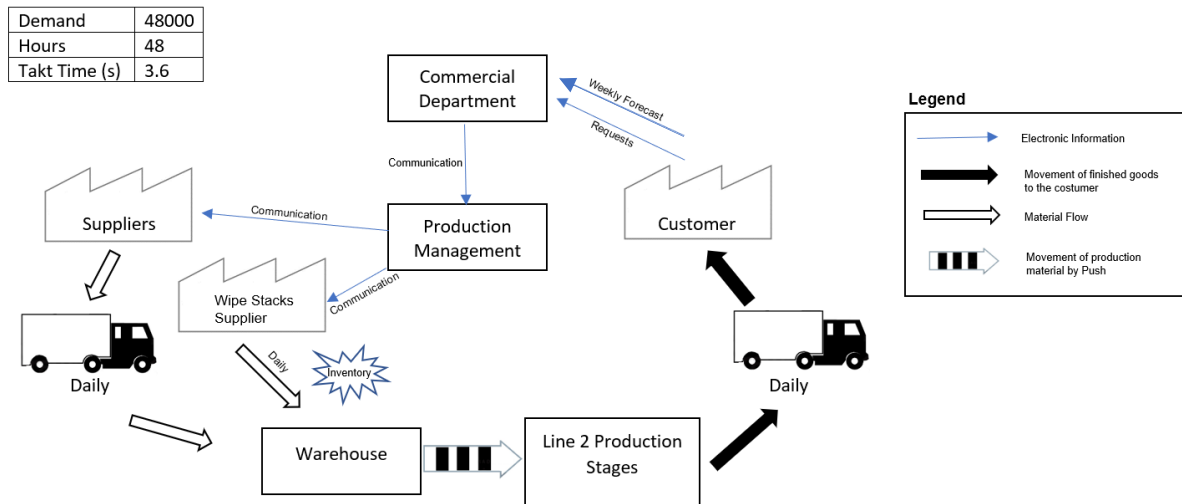 Demand 48000
Hours 48
Takt Time (s) 3.6
Commercial
Department
Weekly Forecast
Requests
Communication
Suppliers
Communication
Production
Management
Customer
Communication
Wipe Stacks
Supplier
Daily
Inventory
Daily
Daily
Warehouse
Line 2 Production
Stages
Legend
Electronic Information
Movement of finished goods
to the costumer
Material Flow
Movement of production
material by Push